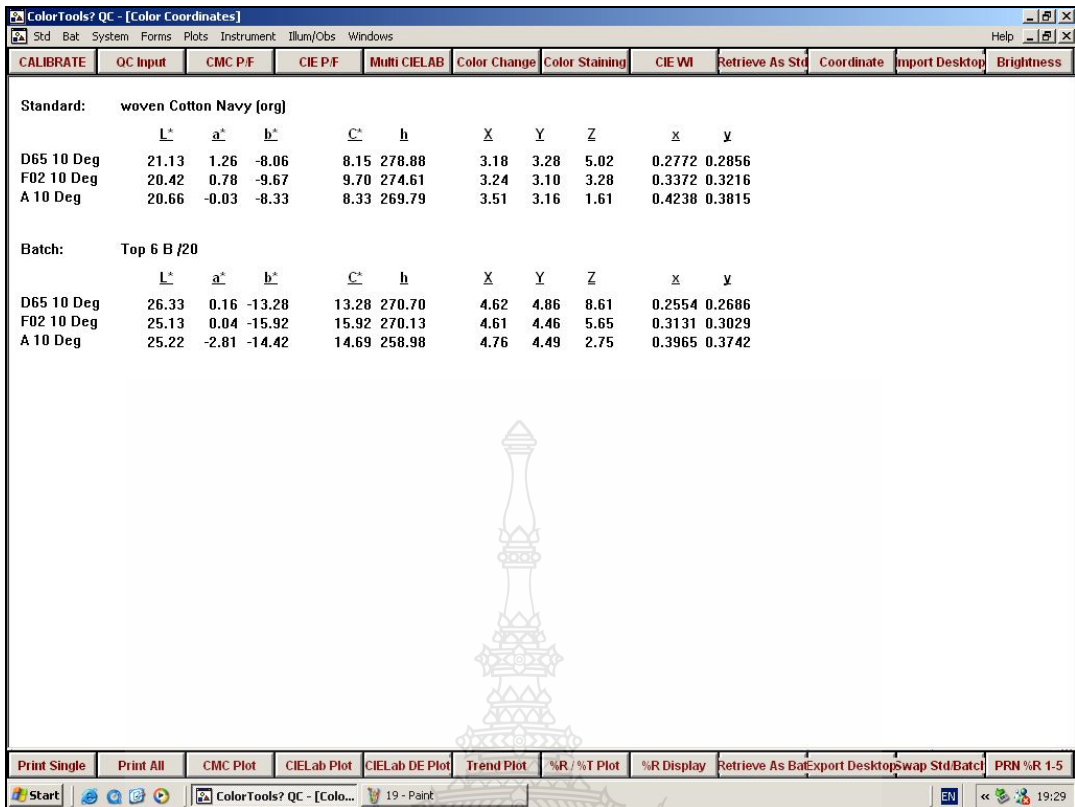 ColorTools? QC - [Color Coordinates]
Std Bat System Forms Plots Instrument Illum/Obs Windows Help
CALIBRATE QC Input CMC P/F CIE P/F Multi CIELAB Color Change Color Staining CIE WI Retrieve As Std Coordinate Import Desktop Brightness
Standard: woven Cotton Navy (org)
L* a* b* C* h X Y Z x y
D65 10 Deg 21.13 1.26 -8.06 8.15 278.88 3.18 3.28 5.02 0.2772 0.2856
F02 10 Deg 20.42 0.78 -9.67 9.70 274.61 3.24 3.10 3.28 0.3372 0.3216
A 10 Deg 20.66 -0.03 -8.33 8.33 269.79 3.51 3.16 1.61 0.4238 0.3815
Batch: Top 6 B /20
L* a* b* C* h X Y Z x y
D65 10 Deg 26.33 0.16 -13.28 13.28 270.70 4.62 4.86 8.61 0.2554 0.2686
F02 10 Deg 25.13 0.04 -15.92 15.92 270.13 4.61 4.46 5.65 0.3131 0.3029
A 10 Deg 25.22 -2.81 -14.42 14.69 258.98 4.76 4.49 2.75 0.3965 0.3742
Print Single Print All CMC Plot CIELab Plot CIELab DE Plot Trend Plot %R / %T Plot %R Display Retrieve As Bat Export Desktop Swap Std/Batch PRN %R 1-5
Start ColorTools? QC - [Colo... 19 - Paint EN « 19:29